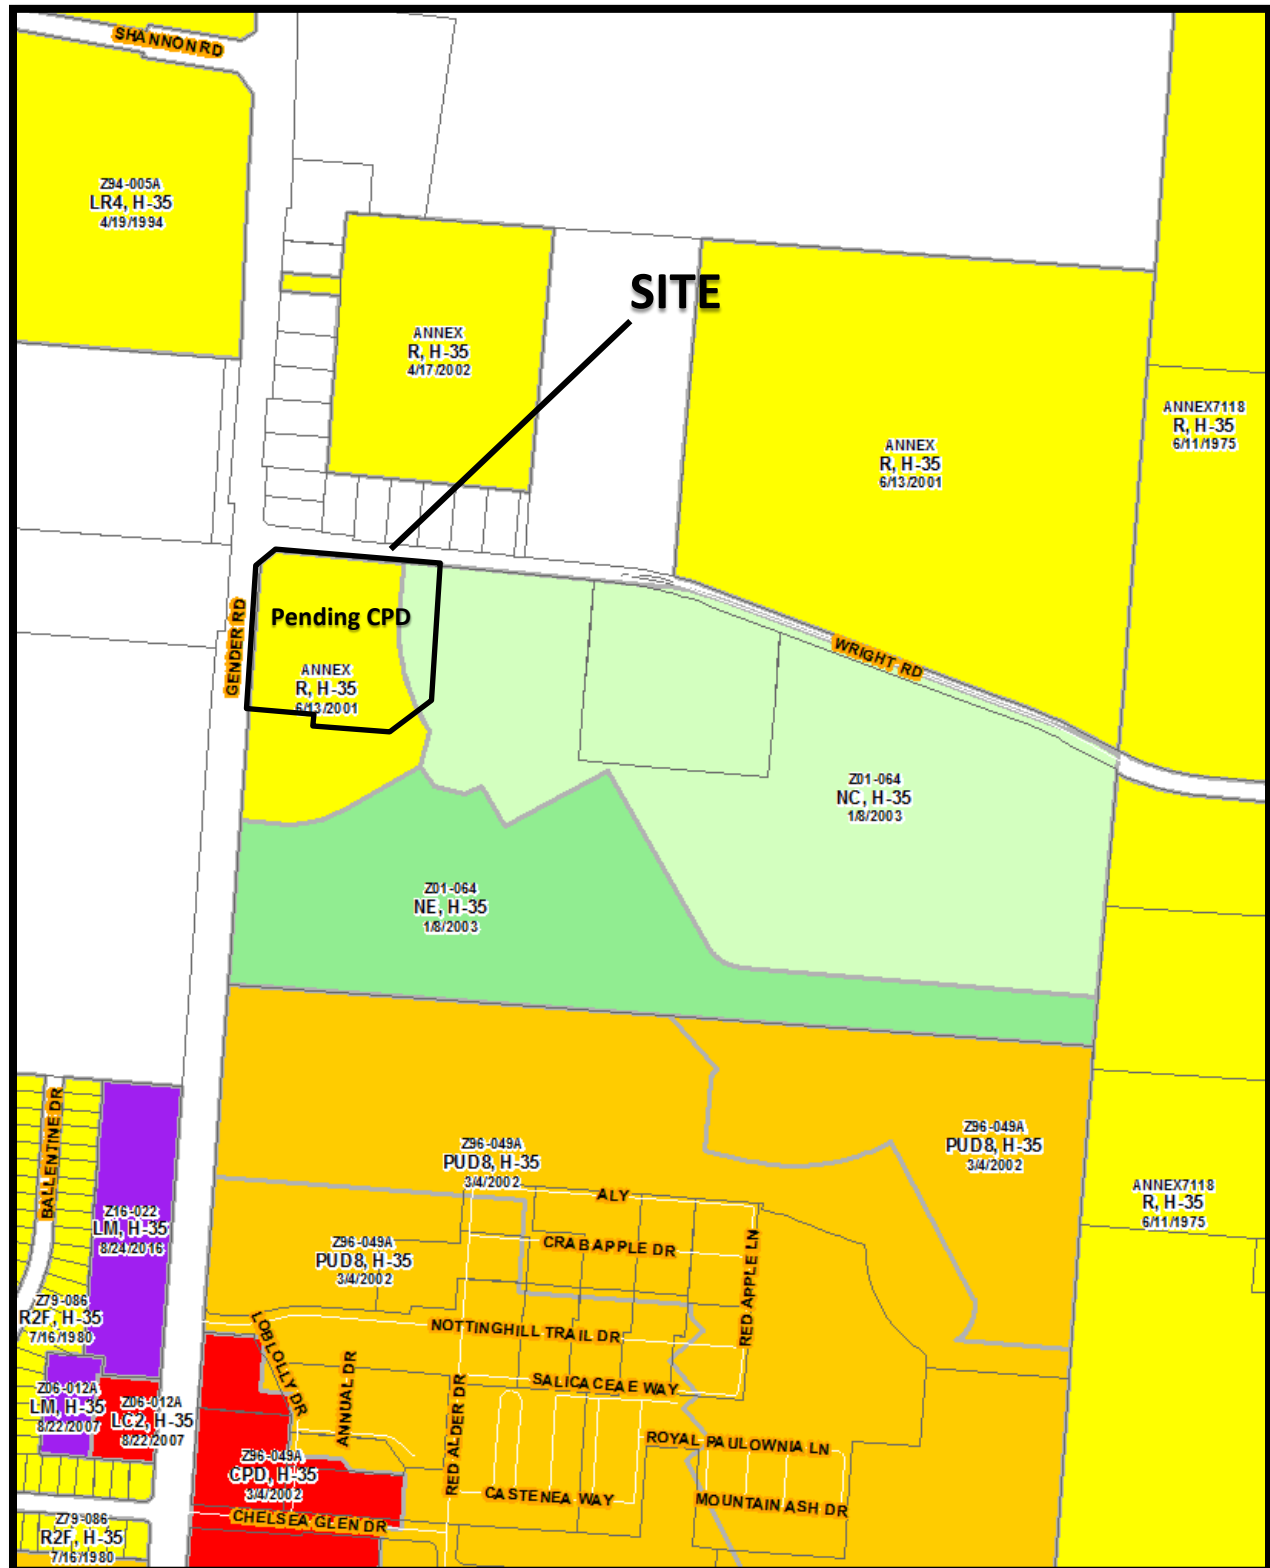 SHANNON RD
Z94-005A
LR4, H-35
4/19/1994
SITE
ANNEX
R, H-35
4/17/2002
ANNEX
R, H-35
6/13/2001
ANNEX7118
R, H-35
6/11/1975
GENDER RD
Pending CPD
ANNEX
R, H-35
6/13/2001
WRIGHT RD
Z01-064
NC, H-35
1/8/2003
Z01-064
NE, H-35
1/8/2003
BALLENTINE DR
Z96-049A
PUD8, H-35
3/4/2002
Z96-049A
PUD8, H-35
3/4/2002
ANNEX7118
R, H-35
6/11/1975
Z16-022
LM, H-35
8/24/2016
ALY
Z96-049A
PUD8, H-35
3/4/2002
CRABAPPLE DR
RED APPLE LN
Z79-086
R2F, H-35
7/16/1980
LOBLOLLY DR
NOTTINGHILL TRAIL DR
ANNUAL DR
RED ALDER DR
SALICACEAE WAY
Z06-012A
LM, H-35
8/22/2007
Z06-012A
LC2, H-35
8/22/2007
ROYAL PAULOWNIA LN
Z96-049A
CPD, H-35
3/4/2002
CASTENEA WAY
MOUNTAIN ASH DR
CHELSEA GLEN DR
Z79-086
R2F, H-35
7/16/1980